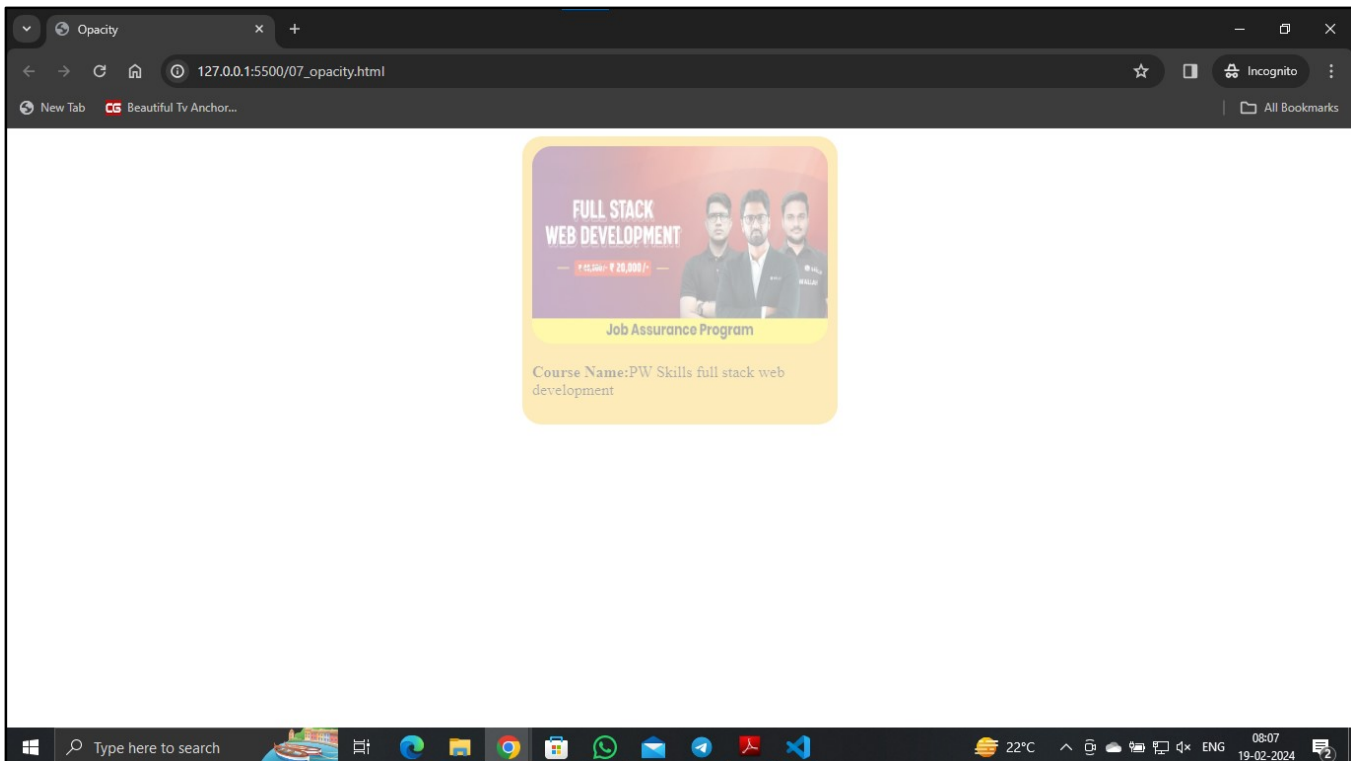 Opacity
127.0.0.1:5500/07_opacity.html
Incognito
New Tab CG Beautiful Tv Anchor...
All Bookmarks
FULL STACK
WEB DEVELOPMENT
₹ 20,000/-
Job Assurance Program
Course Name:PW Skills full stack web
development
Type here to search
22°C
ENG
08:07
19-02-2024
2